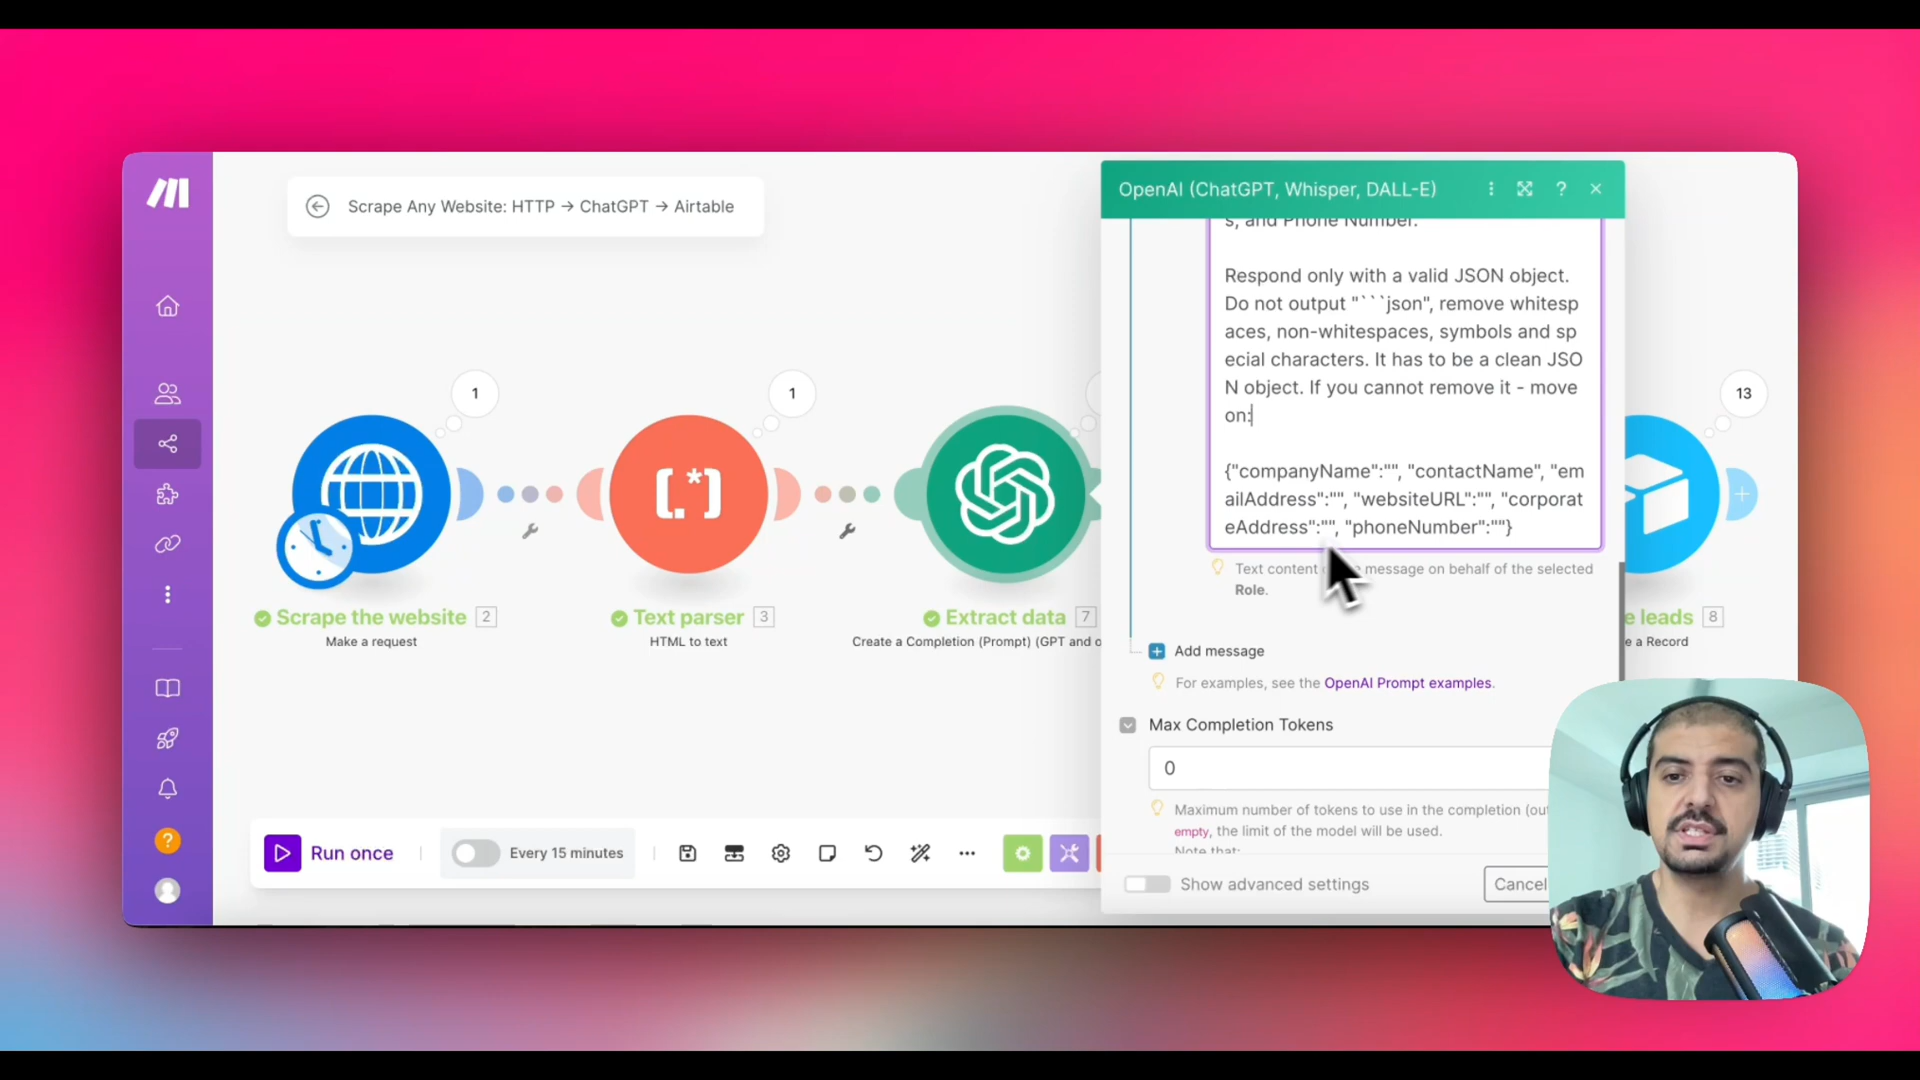 Scrape Any Website: HTTP → ChatGPT → Airtable
OpenAI (ChatGPT, Whisper, DALL-E)
s, and Phone Number.
Respond only with a valid JSON object.
Do not output "```json", remove whitesp
aces, non-whitespaces, symbols and sp
ecial characters. It has to be a clean JSO
N object. If you cannot remove it - move
on:
{"companyName":"", "contactName", "em
ailAddress":"", "websiteURL":"", "corporat
eAddress":"", "phoneNumber":""}
Text content message on behalf of the selected
Role.
Add message
For examples, see the OpenAI Prompt examples.
Max Completion Tokens
0
Maximum number of tokens to use in the completion (ou
empty, the limit of the model will be used.
Note that:
Show advanced settings
Cancel
1
1
13
[.*]
Scrape the website 2
Make a request
Text parser 3
HTML to text
Extract data 7
Create a Completion (Prompt) (GPT and o
e leads 8
e a Record
Run once
Every 15 minutes